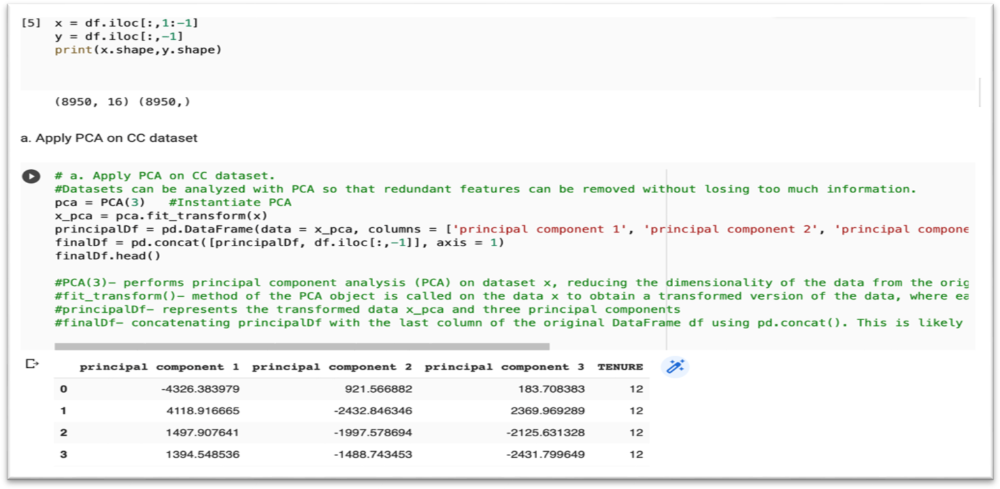 [5] x = df.iloc[:,1:-1]
y = df.iloc[:,-1]
print(x.shape,y.shape)
(8950, 16) (8950,)
a. Apply PCA on CC dataset
# a. Apply PCA on CC dataset.
#Datasets can be analyzed with PCA so that redundant features can be removed without losing too much information.
pca = PCA(3)   #Instantiate PCA
x_pca = pca.fit_transform(x)
principalDf = pd.DataFrame(data = x_pca, columns = ['principal component 1', 'principal component 2', 'principal compone
finalDf = pd.concat([principalDf, df.iloc[:,-1]], axis = 1)
finalDf.head()
#PCA(3)– performs principal component analysis (PCA) on dataset x, reducing the dimensionality of the data from the orig
#fit_transform()– method of the PCA object is called on the data x to obtain a transformed version of the data, where ea
#principalDf– represents the transformed data x_pca and three principal components
#finalDf– concatenating principalDf with the last column of the original DataFrame df using pd.concat(). This is likely
principal component 1 principal component 2 principal component 3 TENURE
0 -4326.383979 921.566882 183.708383 12
1 4118.916665 -2432.846346 2369.969289 12
2 1497.907641 -1997.578694 -2125.631328 12
3 1394.548536 -1488.743453 -2431.799649 12